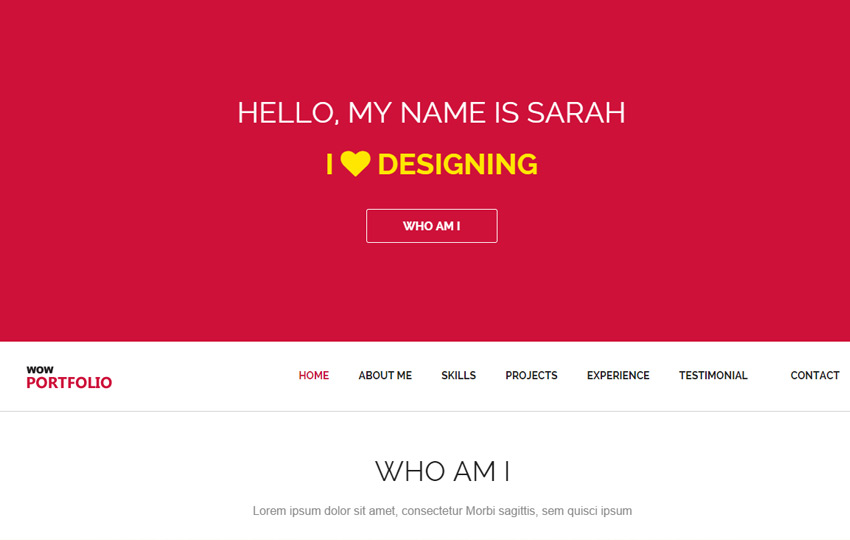 HELLO, MY NAME IS SARAH
I ♥ DESIGNING
WHO AM I
WOW
PORTFOLIO
HOME ABOUT ME SKILLS PROJECTS EXPERIENCE TESTIMONIAL CONTACT
WHO AM I
Lorem ipsum dolor sit amet, consectetur Morbi sagittis, sem quisci ipsum